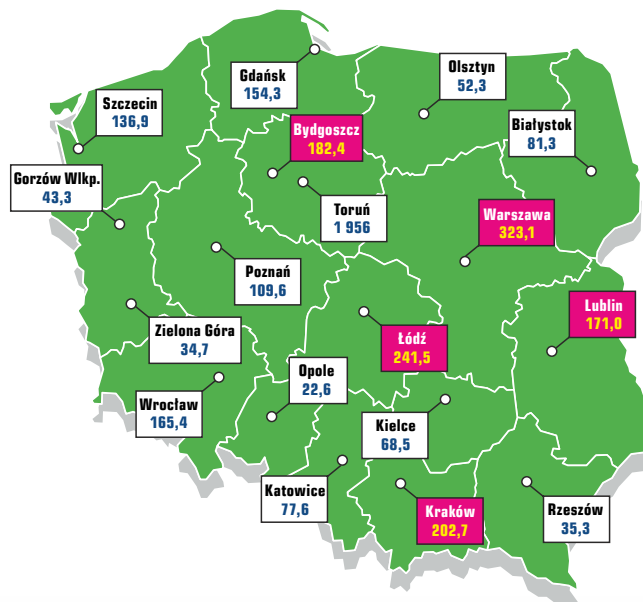 Gdańsk
154,3
Olsztyn
52,3
Szczecin
136,9
Bydgoszcz
182,4
Białystok
81,3
Gorzów Wlkp.
43,3
Toruń
1 956
Warszawa
323,1
Poznań
109,6
Lublin
171,0
Zielona Góra
34,7
Łódź
241,5
Opole
22,6
Wrocław
165,4
Kielce
68,5
Katowice
77,6
Kraków
202,7
Rzeszów
35,3